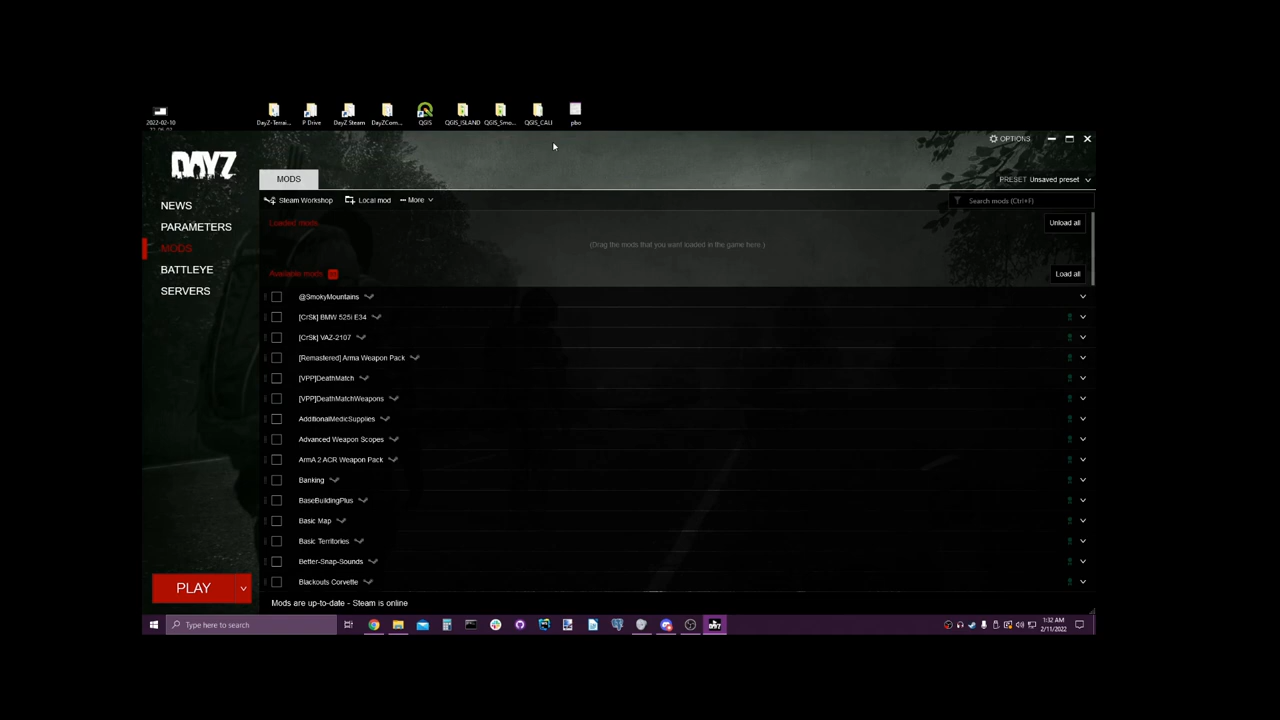 DayZ-Terrai...
P Drive
DayZ Steam
DayZCom...
QGIS
QGIS_ISLAND
QGIS_Smo...
QGIS_CALI
pbo
2022-02-10
OPTIONS
DAYZ
MODS
PRESET Unsaved preset
Steam Workshop
Local mod
More
Search mods (Ctrl+F)
NEWS
PARAMETERS
MODS
BATTLEYE
SERVERS
Loaded mods
Unload all
(Drag the mods that you want loaded in the game here.)
Available mods
Load all
@SmokyMountains
[CrSk] BMW 525i E34
[CrSk] VAZ-2107
[Remastered] Arma Weapon Pack
[VPP]DeathMatch
[VPP]DeathMatchWeapons
AdditionalMedicSupplies
Advanced Weapon Scopes
ArmA 2 ACR Weapon Pack
Banking
BaseBuildingPlus
Basic Map
Basic Territories
Better-Snap-Sounds
Blackouts Corvette
PLAY
Mods are up-to-date - Steam is online
Type here to search
1:32 AM
2/11/2022